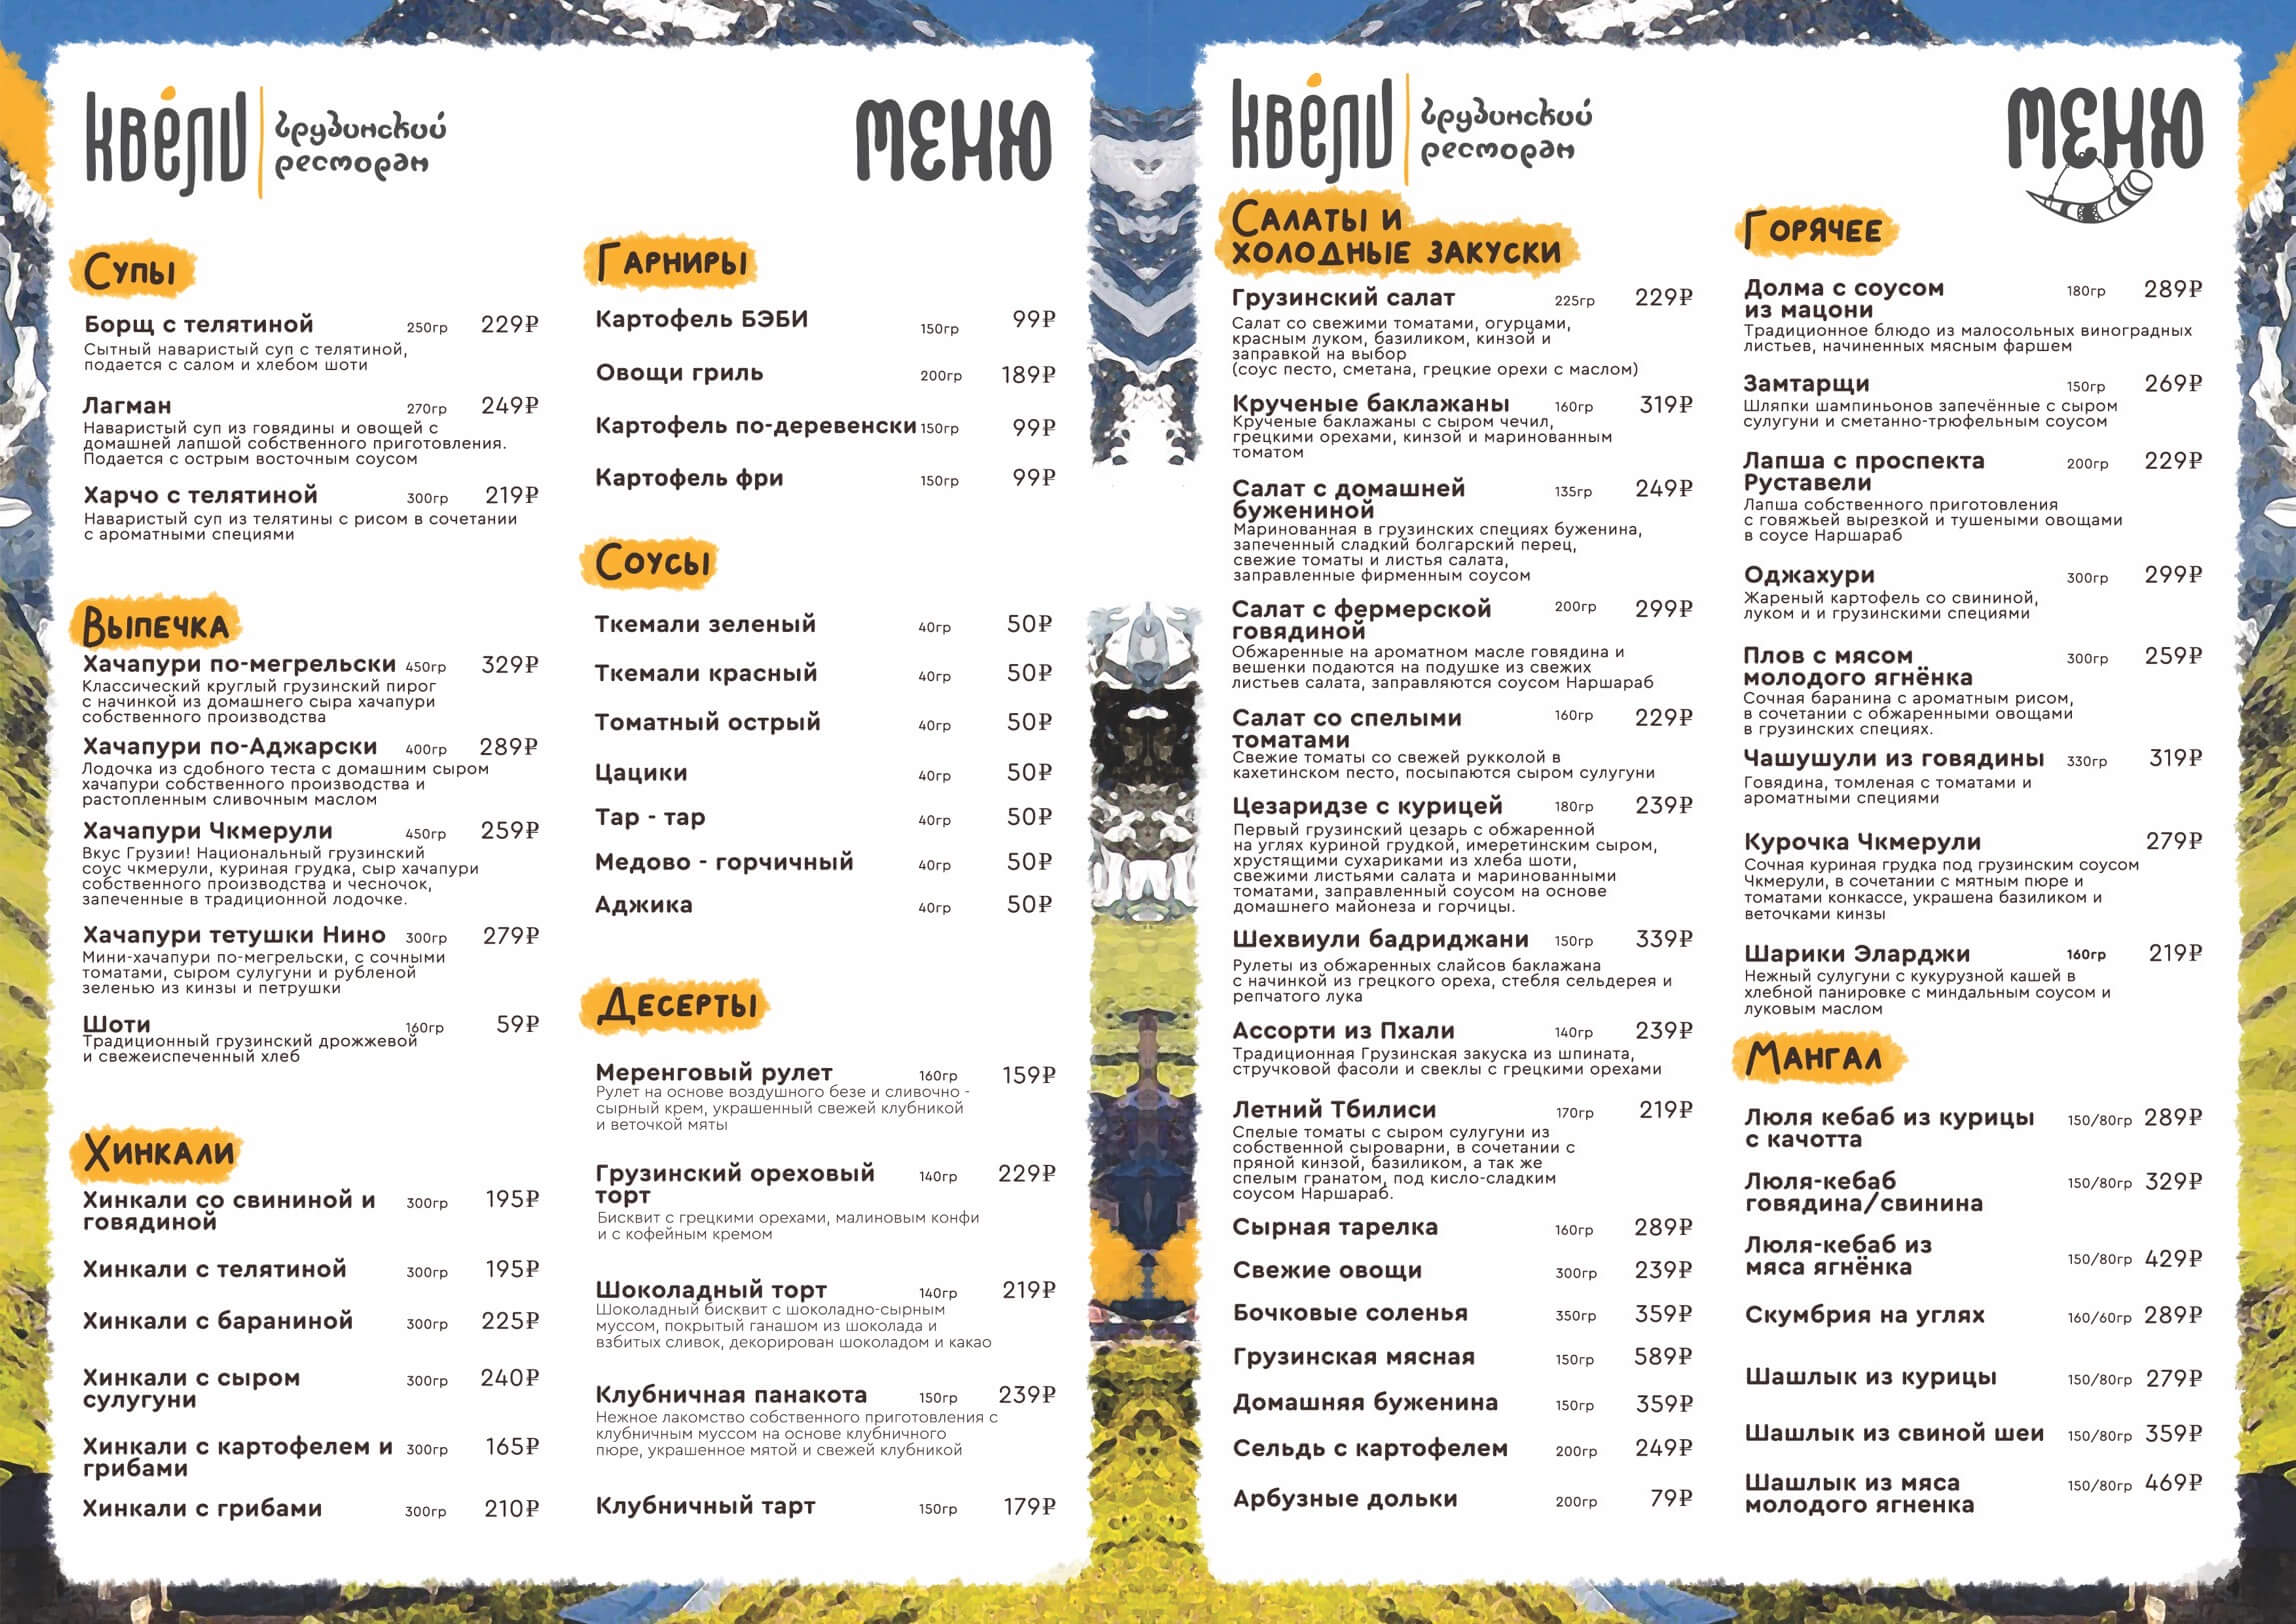 квели
грузинский
ресторан
меню
Супы
Борщ с телятиной 250гр 229₽
Сытный наваристый суп с телятиной,
подается с салом и хлебом шоти
Лагман 270гр 249₽
Наваристый суп из говядины и овощей с
домашней лапшой собственного приготовления.
Подается с острым восточным соусом
Харчо с телятиной 300гр 219₽
Наваристый суп из телятины с рисом в сочетании
с ароматными специями
Выпечка
Хачапури по-мегрельски 450гр 329₽
Классический круглый грузинский пирог
с начинкой из домашнего сыра хачапури
собственного производства
Хачапури по-Аджарски 400гр 289₽
Лодочка из сдобного теста с домашним сыром
хачапури собственного производства и
растопленным сливочным маслом
Хачапури Чкмерули 450гр 259₽
Вкус Грузии! Национальный грузинский
соус чкмерули, куриная грудка, сыр хачапури
собственного производства и чесночок,
запеченные в традиционной лодочке.
Хачапури тетушки Нино 300гр 279₽
Мини-хачапури по-мегрельски, с сочными
томатами, сыром сулугуни и рубленой
зеленью из кинзы и петрушки
Шоти 160гр 59₽
Традиционный грузинский дрожжевой
и свежеиспеченный хлеб
Хинкали
Хинкали со свининой и 300гр 195₽
говядиной
Хинкали с телятиной 300гр 195₽
Хинкали с бараниной 300гр 225₽
Хинкали с сыром 300гр 240₽
сулугуни
Хинкали с картофелем и 300гр 165₽
грибами
Хинкали с грибами 300гр 210₽
Гарниры
Картофель БЭБИ 150гр 99₽
Овощи гриль 200гр 189₽
Картофель по-деревенски 150гр 99₽
Картофель фри 150гр 99₽
Соусы
Ткемали зеленый 40гр 50₽
Ткемали красный 40гр 50₽
Томатный острый 40гр 50₽
Цацики 40гр 50₽
Тар - тар 40гр 50₽
Медово - горчичный 40гр 50₽
Аджика 40гр 50₽
Десерты
Меренговый рулет 160гр 159₽
Рулет на основе воздушного безе и сливочно -
сырный крем, украшенный свежей клубникой
и веточкой мяты
Грузинский ореховый 140гр 229₽
торт
Бисквит с грецкими орехами, малиновым конфи
и с кофейным кремом
Шоколадный торт 140гр 219₽
Шоколадный бисквит с шоколадно-сырным
муссом, покрытый ганашом из шоколада и
взбитых сливок, декорирован шоколадом и какао
Клубничная панакота 150гр 239₽
Нежное лакомство собственного приготовления с
клубничным муссом на основе клубничного
пюре, украшенное мятой и свежей клубникой
Клубничный тарт 150гр 179₽
квели
грузинский
ресторан
меню
Салаты и
холодные закуски
Грузинский салат 225гр 229₽
Салат со свежими томатами, огурцами,
красным луком, базиликом, кинзой и
заправкой на выбор
(соус песто, сметана, грецкие орехи с маслом)
Крученые баклажаны 160гр 319₽
Крученые баклажаны с сыром чечил,
грецкими орехами, кинзой и маринованным
томатом
Салат с домашней 135гр 249₽
бужениной
Маринованная в грузинских специях буженина,
запеченный сладкий болгарский перец,
свежие томаты и листья салата,
заправленные фирменным соусом
Салат с фермерской 200гр 299₽
говядиной
Обжаренные на ароматном масле говядина и
вешенки подаются на подушке из свежих
листьев салата, заправляются соусом Наршараб
Салат со спелыми 160гр 229₽
томатами
Свежие томаты со свежей рукколой в
кахетинском песто, посыпаются сыром сулугуни
Цезаридзе с курицей 180гр 239₽
Первый грузинский цезарь с обжаренной
на углях куриной грудкой, имеретинским сыром,
хрустящими сухариками из хлеба шоти,
свежими листьями салата и маринованными
томатами, заправленный соусом на основе
домашнего майонеза и горчицы.
Шехвиули бадриджани 150гр 339₽
Рулеты из обжаренных слайсов баклажана
с начинкой из грецкого ореха, стебля сельдерея и
репчатого лука
Ассорти из Пхали 140гр 239₽
Традиционная Грузинская закуска из шпината,
стручковой фасоли и свеклы с грецкими орехами
Летний Тбилиси 170гр 219₽
Спелые томаты с сыром сулугуни из
собственной сыроварни, в сочетании с
пряной кинзой, базиликом, а так же
спелым гранатом, под кисло-сладким
соусом Наршараб.
Сырная тарелка 160гр 289₽
Свежие овощи 300гр 239₽
Бочковые соленья 350гр 359₽
Грузинская мясная 150гр 589₽
Домашняя буженина 150гр 359₽
Сельдь с картофелем 200гр 249₽
Арбузные дольки 200гр 79₽
Горячее
Долма с соусом 180гр 289₽
из мацони
Традиционное блюдо из малосольных виноградных
листьев, начиненных мясным фаршем
Замтарщи 150гр 269₽
Шляпки шампиньонов запечённые с сыром
сулугуни и сметанно-трюфельным соусом
Лапша с проспекта 200гр 229₽
Руставели
Лапша собственного приготовления
с говяжьей вырезкой и тушеными овощами
в соусе Наршараб
Оджахури 300гр 299₽
Жареный картофель со свининой,
луком и и грузинскими специями
Плов с мясом 300гр 259₽
молодого ягнёнка
Сочная баранина с ароматным рисом,
в сочетании с обжаренными овощами
в грузинских специях.
Чашушули из говядины 330гр 319₽
Говядина, томленая с томатами и
ароматными специями
Курочка Чкмерули 279₽
Сочная куриная грудка под грузинским соусом
Чкмерули, в сочетании с мятным пюре и
томатами конкассе, украшена базиликом и
веточками кинзы
Шарики Эларджи 160гр 219₽
Нежный сулугуни с кукурузной кашей в
хлебной панировке с миндальным соусом и
луковым маслом
Мангал
Люля кебаб из курицы 150/80гр 289₽
с качотта
Люля-кебаб 150/80гр 329₽
говядина/свинина
Люля-кебаб из 150/80гр 429₽
мяса ягнёнка
Скумбрия на углях 160/60гр 289₽
Шашлык из курицы 150/80гр 279₽
Шашлык из свиной шеи 150/80гр 359₽
Шашлык из мяса 150/80гр 469₽
молодого ягненка